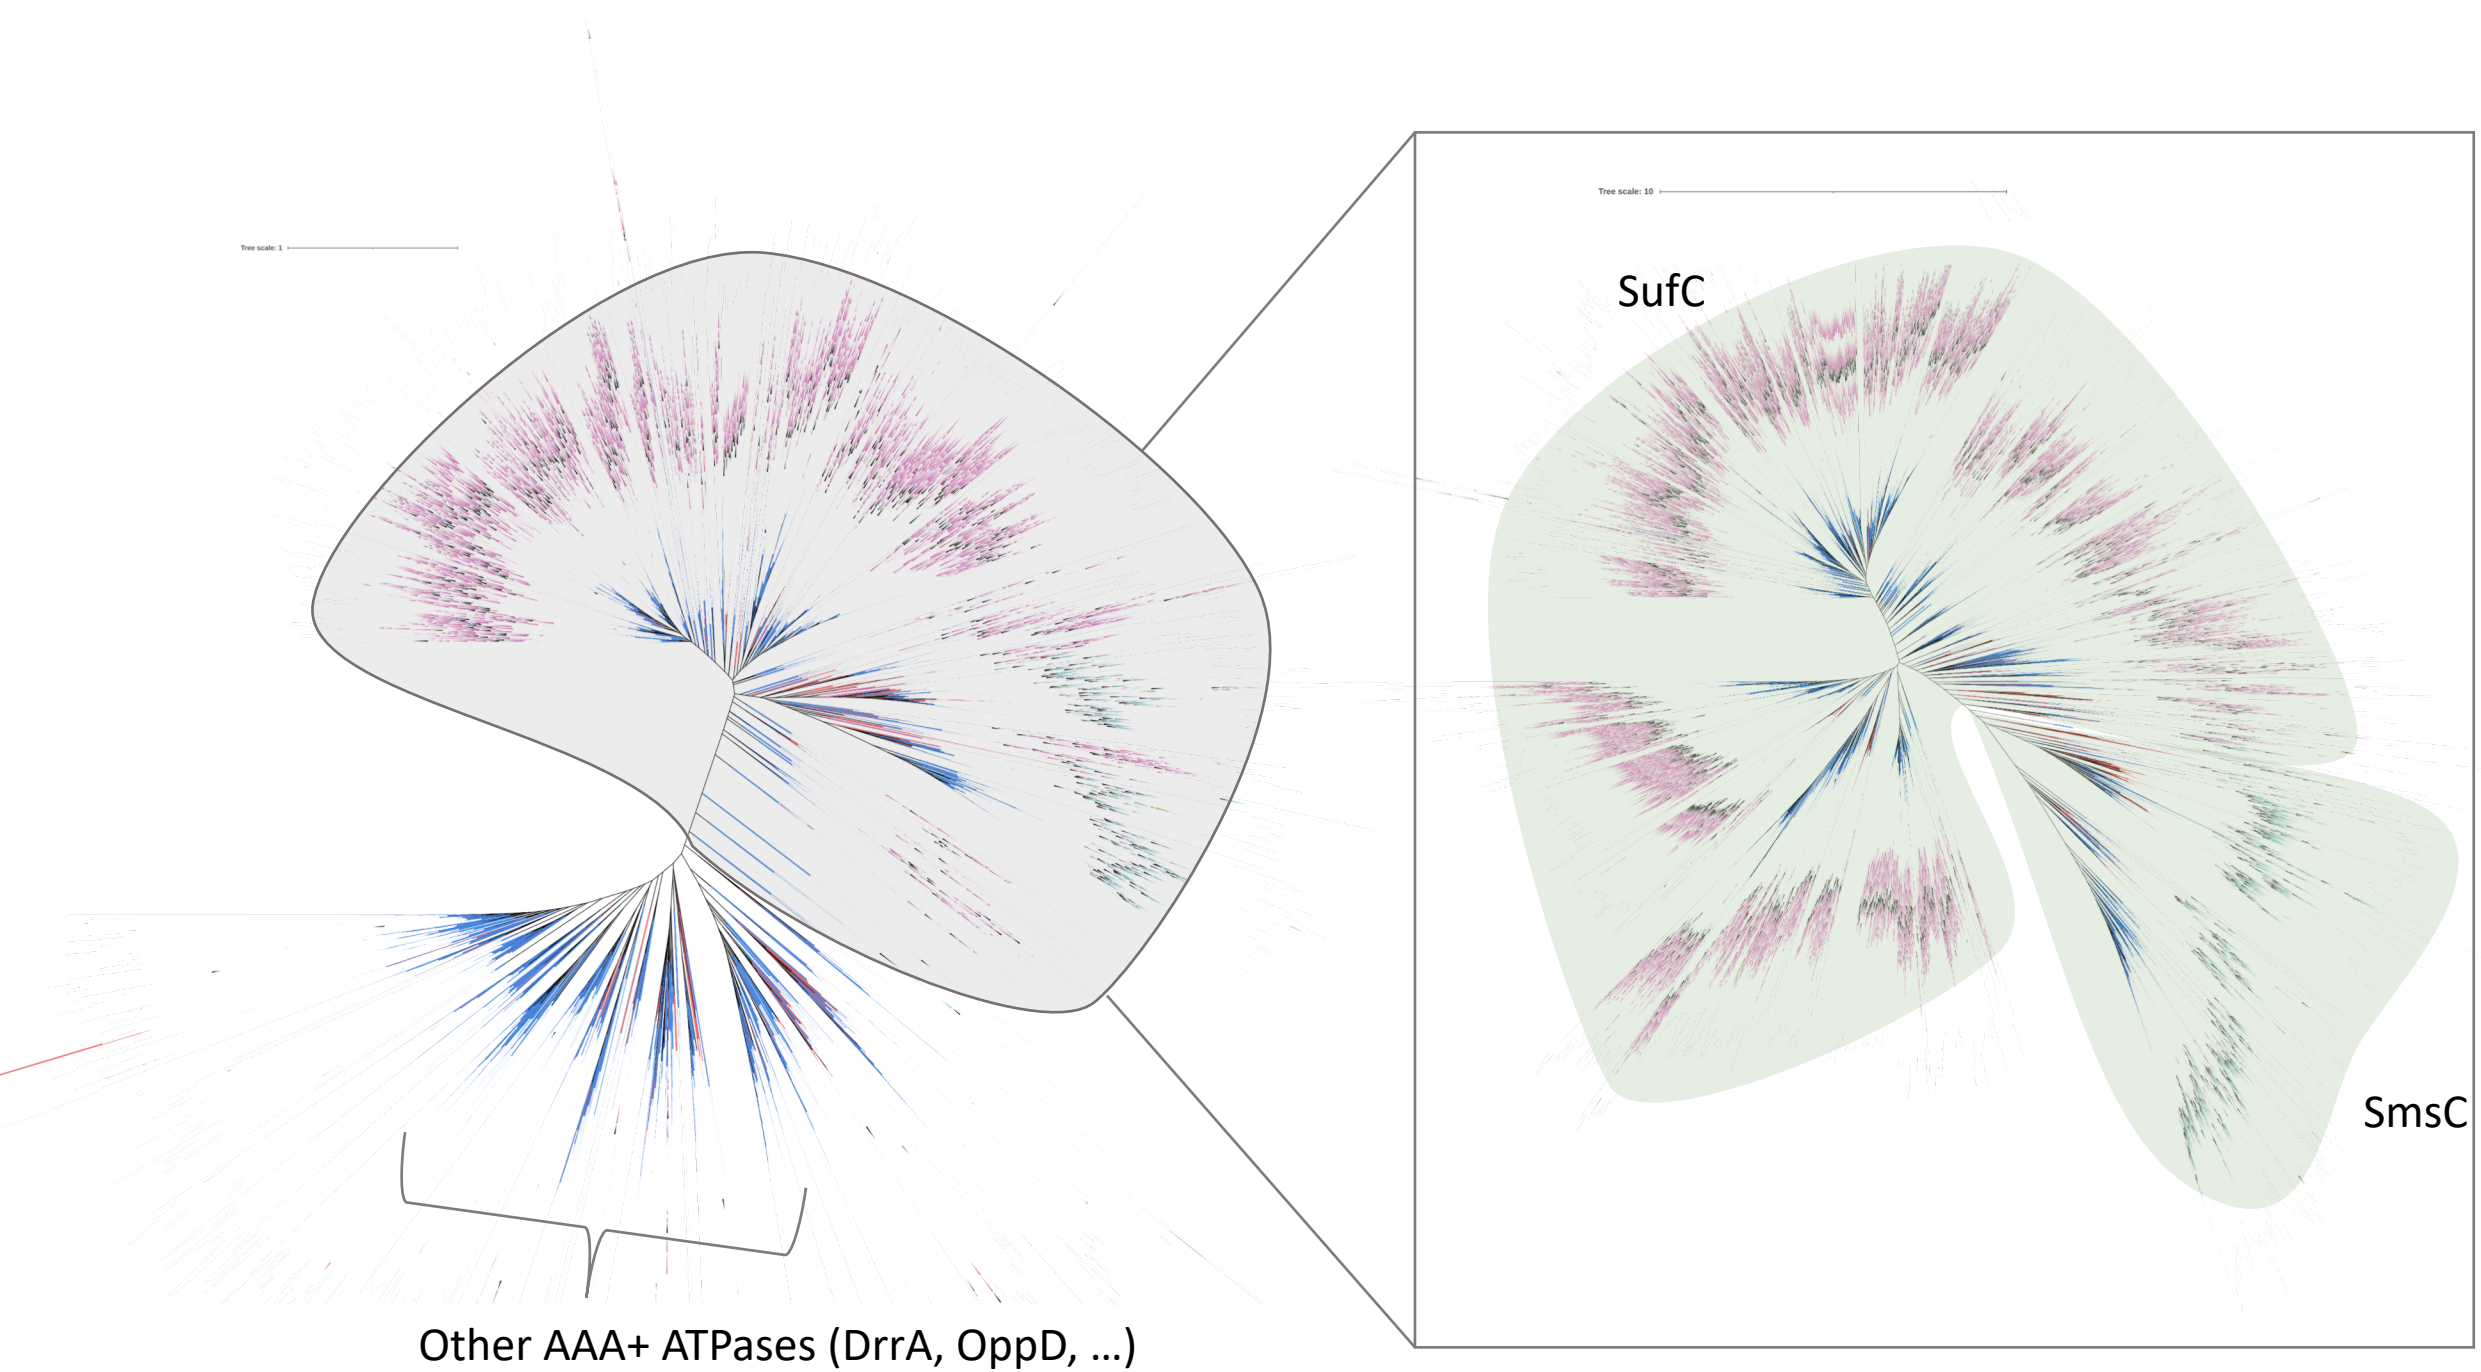 Tree scale: 1
Tree scale: 10
SufC
SmsC
Other AAA+ ATPases (DrrA, OppD, ...)